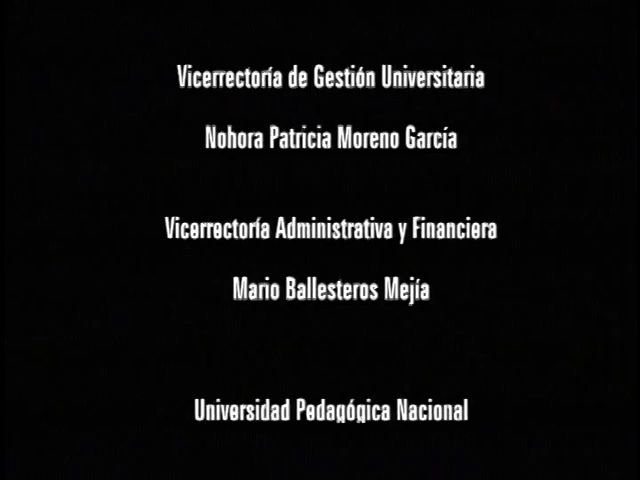 Vicerrectoría de Gestión Universitaria
Nohora Patricia Moreno García
Vicerrectoría Administrativa y Financiera
Mario Ballesteros Mejía
Universidad Pedagógica Nacional